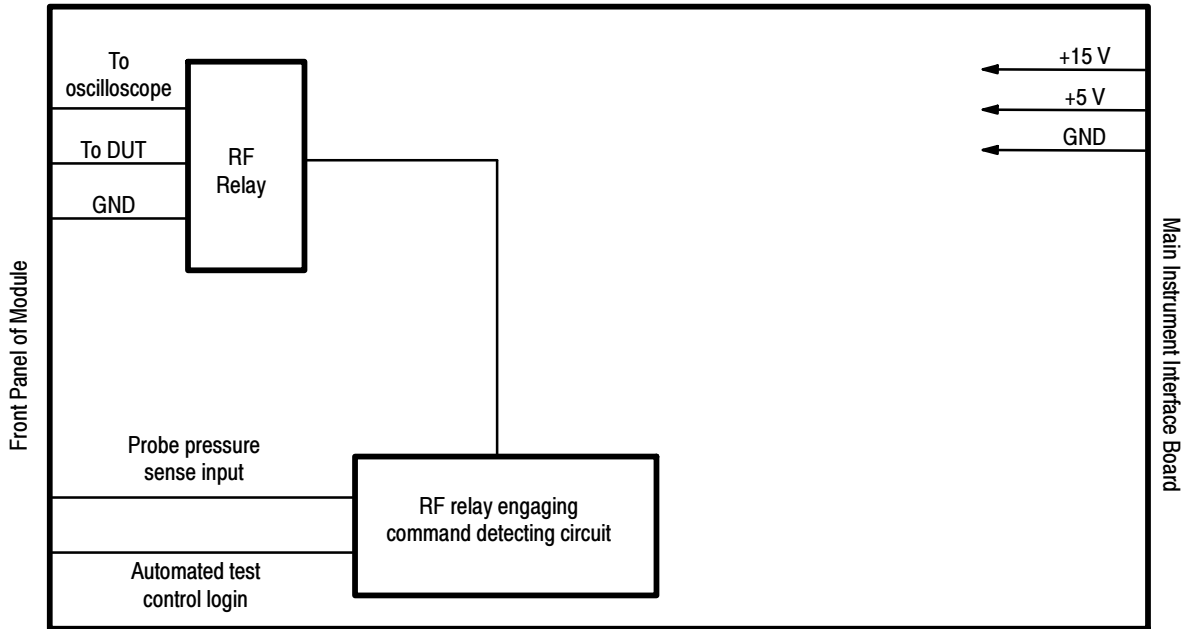 To
oscilloscope
To DUT
GND
RF
Relay
+15 V
+5 V
GND
Front Panel of Module
Main Instrument Interface Board
Probe pressure
sense input
RF relay engaging
command detecting circuit
Automated test
control login